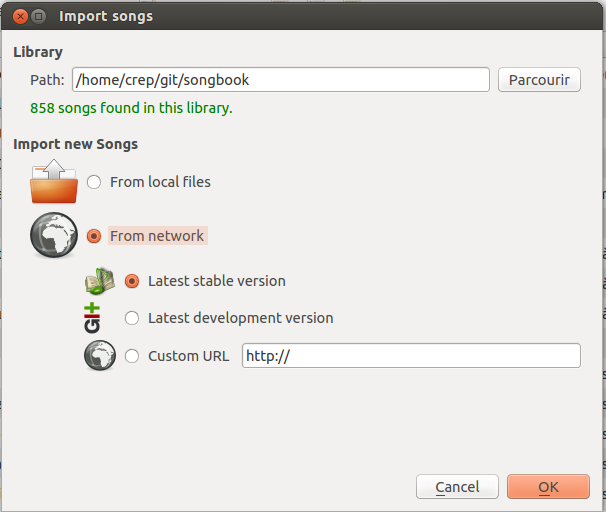 Import songs
Library
Path: /home/crep/git/songbook Parcourir
858 songs found in this library.
Import new Songs
From local files
From network
Latest stable version
Git Latest development version
Custom URL http://
Cancel OK